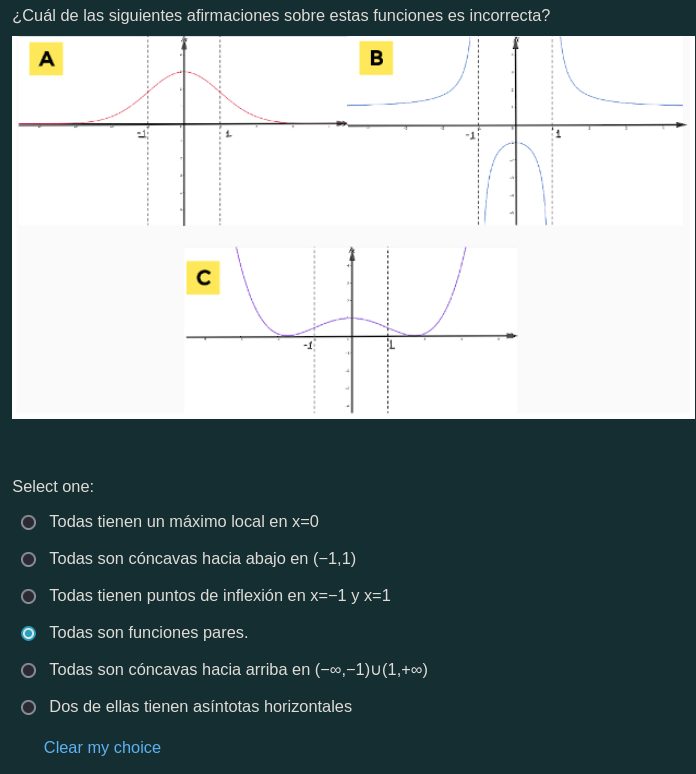 ¿Cuál de las siguientes afirmaciones sobre estas funciones es incorrecta?
A
B
-1
1
-1
1
C
-1
1
Select one:
Todas tienen un máximo local en x=0
Todas son cóncavas hacia abajo en (−1,1)
Todas tienen puntos de inflexión en x=−1 y x=1
Todas son funciones pares.
Todas son cóncavas hacia arriba en (−∞,−1)∪(1,+∞)
Dos de ellas tienen asíntotas horizontales
Clear my choice